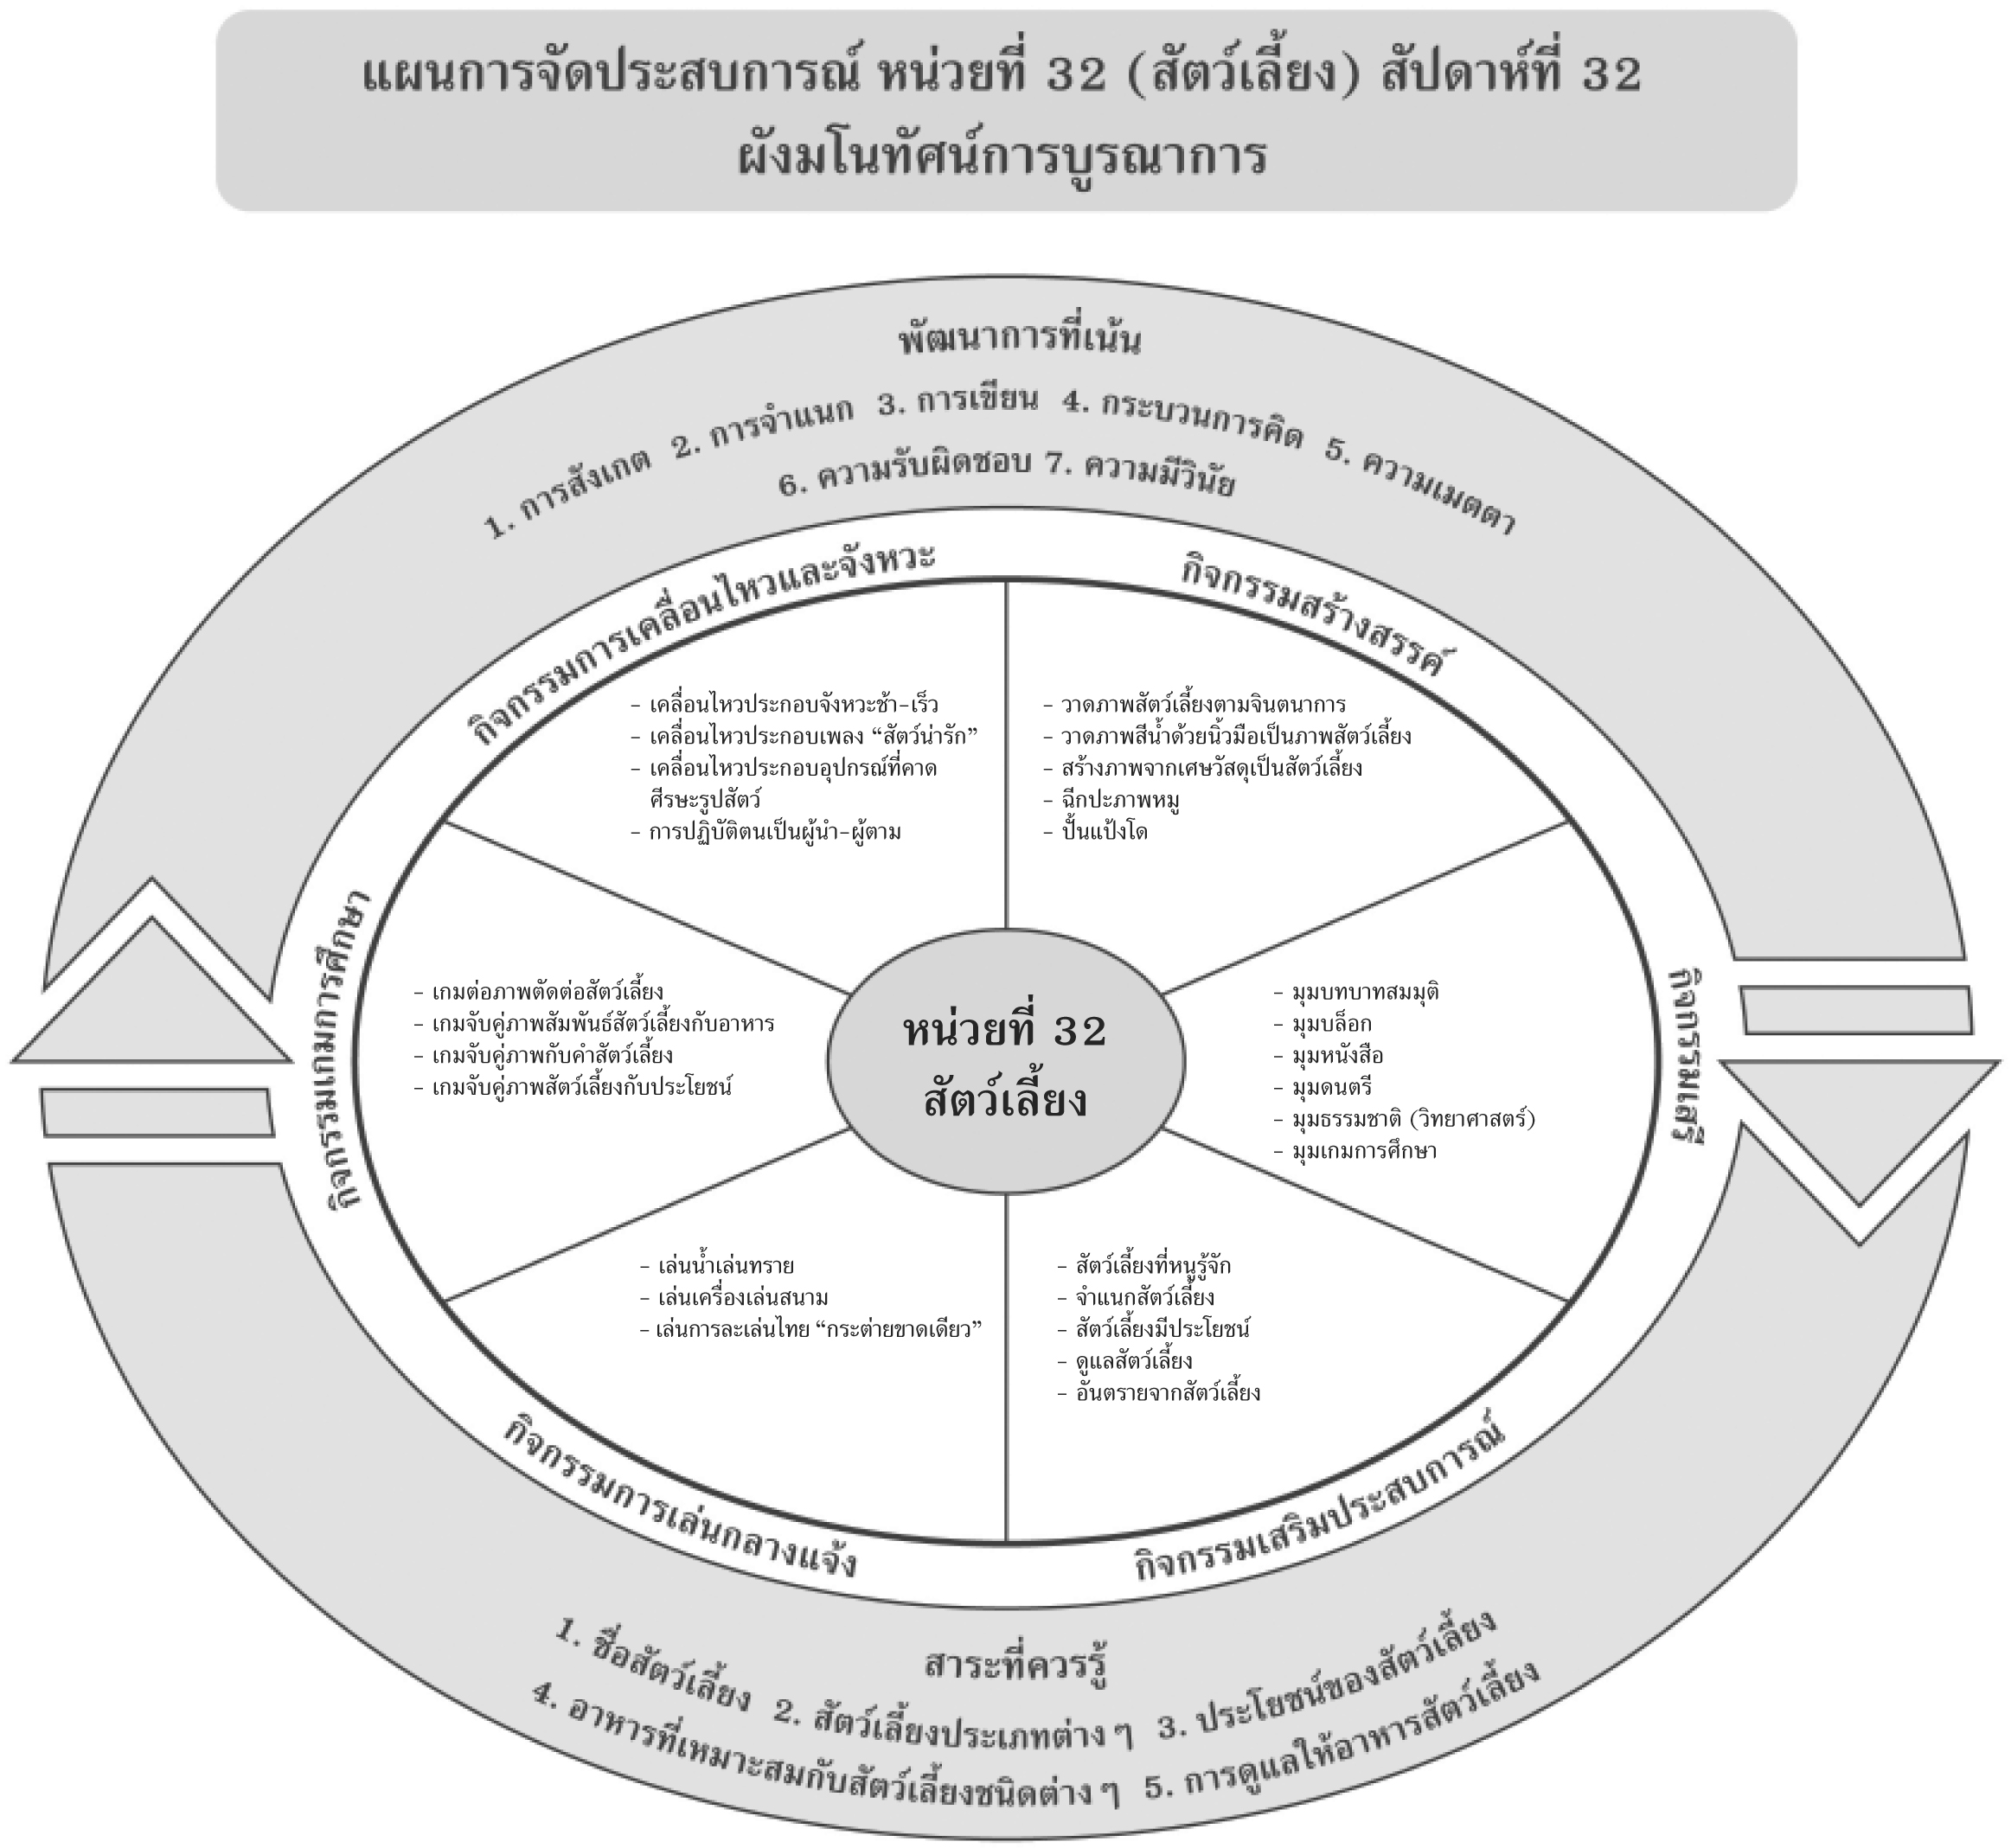 แผนการจัดประสบการณ์ หน่วยที่ 32 (สัตว์เลี้ยง) สัปดาห์ที่ 32
ผังมโนทัศน์การบูรณาการ
พัฒนาการที่เน้น
1. การสังเกต 2. การจำแนก 3. การเขียน 4. กระบวนการคิด 5. ความเมตตา
6. ความรับผิดชอบ 7. ความมีวินัย
กิจกรรมการเคลื่อนไหวและจังหวะ
- เคลื่อนไหวประกอบจังหวะช้า-เร็ว
- เคลื่อนไหวประกอบเพลง “สัตว์น่ารัก”
- เคลื่อนไหวประกอบอุปกรณ์ที่คาด
ศีรษะรูปสัตว์
- การปฏิบัติตนเป็นผู้นำ-ผู้ตาม
กิจกรรมสร้างสรรค์
- วาดภาพสัตว์เลี้ยงตามจินตนาการ
- วาดภาพสีน้ำด้วยนิ้วมือเป็นภาพสัตว์เลี้ยง
- สร้างภาพจากเศษวัสดุเป็นสัตว์เลี้ยง
- ฉีกปะภาพหมู
- ปั้นแป้งโด
กิจกรรมเกมการศึกษา
- เกมต่อภาพตัดต่อสัตว์เลี้ยง
- เกมจับคู่ภาพสัมพันธ์สัตว์เลี้ยงกับอาหาร
- เกมจับคู่ภาพกับคำสัตว์เลี้ยง
- เกมจับคู่ภาพสัตว์เลี้ยงกับประโยชน์
หน่วยที่ 32
สัตว์เลี้ยง
กิจกรรมเสรี
- มุมบทบาทสมมุติ
- มุมบล็อก
- มุมหนังสือ
- มุมดนตรี
- มุมธรรมชาติ (วิทยาศาสตร์)
- มุมเกมการศึกษา
- เล่นน้ำเล่นทราย
- เล่นเครื่องเล่นสนาม
- เล่นการละเล่นไทย “กระต่ายขาดเดียว”
กิจกรรมการเล่นกลางแจ้ง
- สัตว์เลี้ยงที่หนูรู้จัก
- จำแนกสัตว์เลี้ยง
- สัตว์เลี้ยงมีประโยชน์
- ดูแลสัตว์เลี้ยง
- อันตรายจากสัตว์เลี้ยง
กิจกรรมเสริมประสบการณ์
สาระที่ควรรู้
1. ชื่อสัตว์เลี้ยง 2. สัตว์เลี้ยงประเภทต่าง ๆ 3. ประโยชน์ของสัตว์เลี้ยง
4. อาหารที่เหมาะสมกับสัตว์เลี้ยงชนิดต่าง ๆ 5. การดูแลให้อาหารสัตว์เลี้ยง